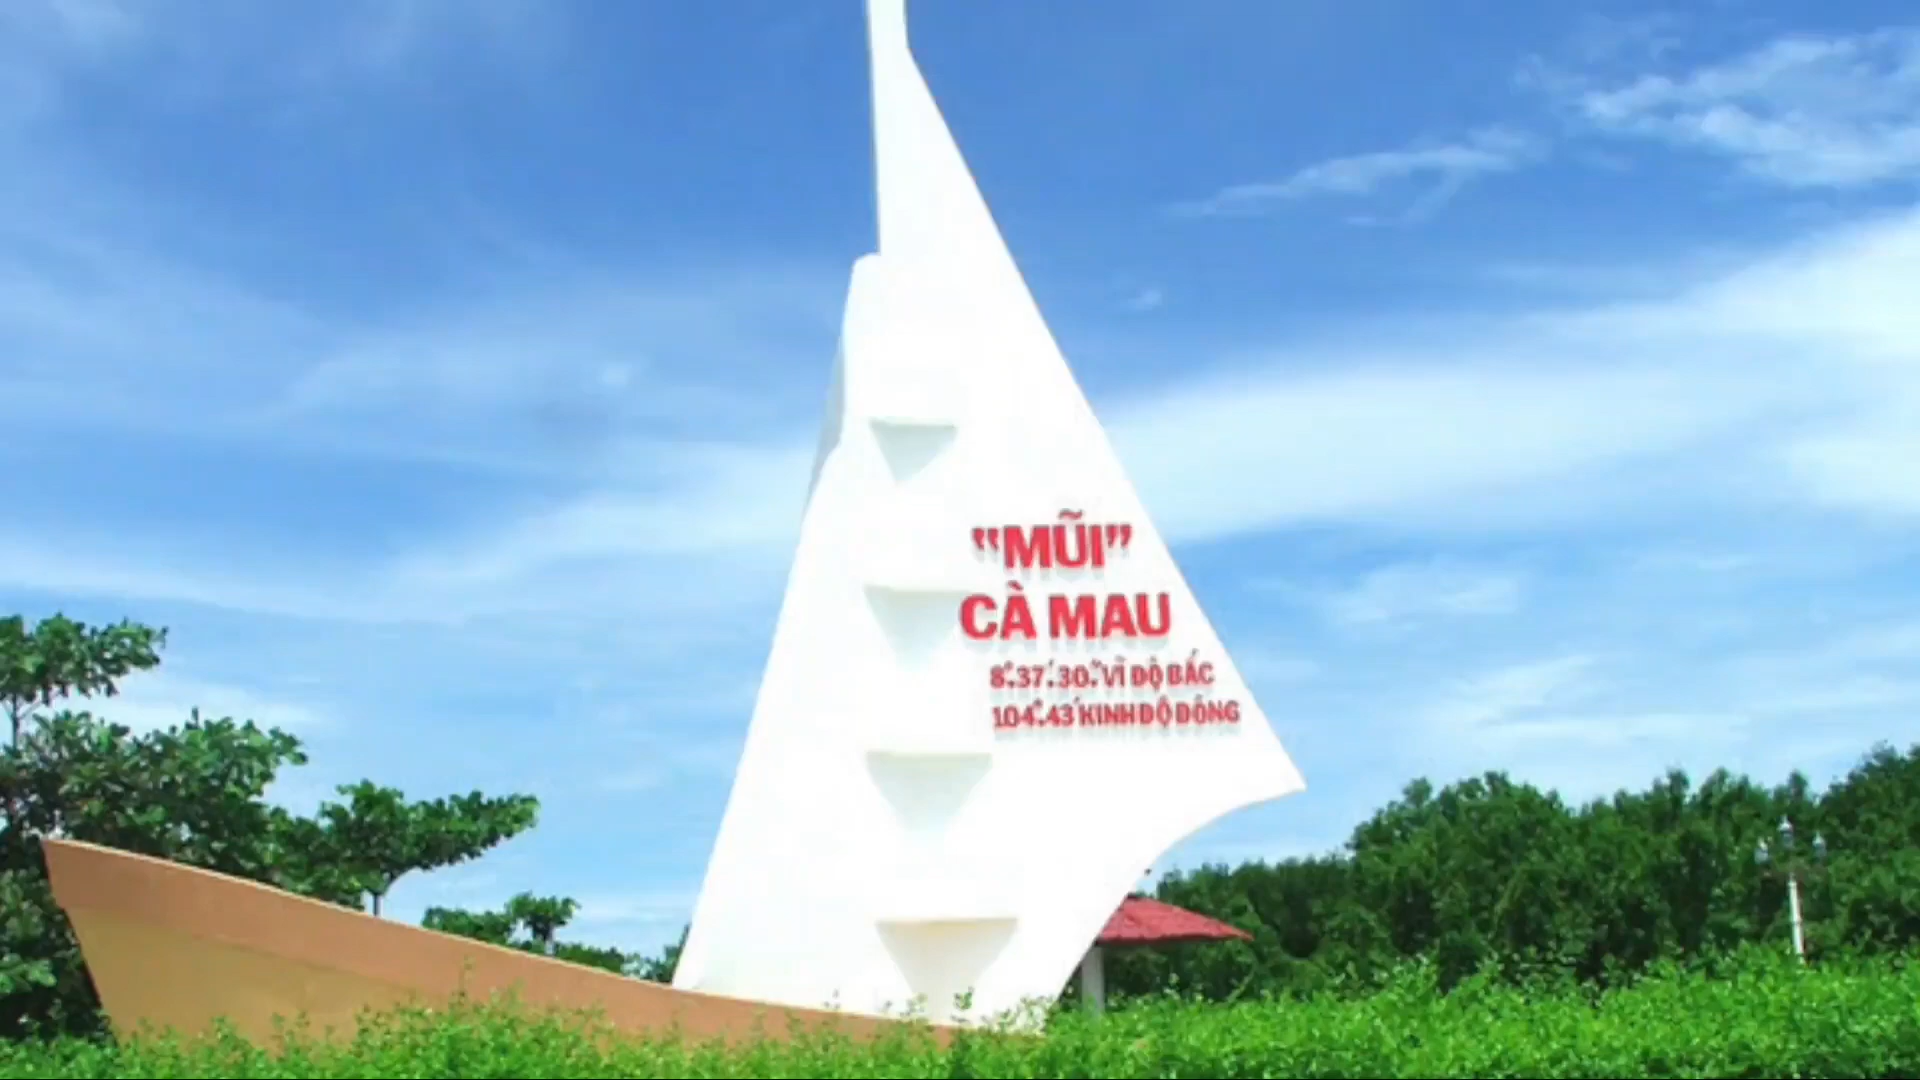 “MŨI”
CÀ MAU
8°.37'.30." VĨ ĐỘ BẮC
104°.43' KINH ĐỘ ĐÔNG